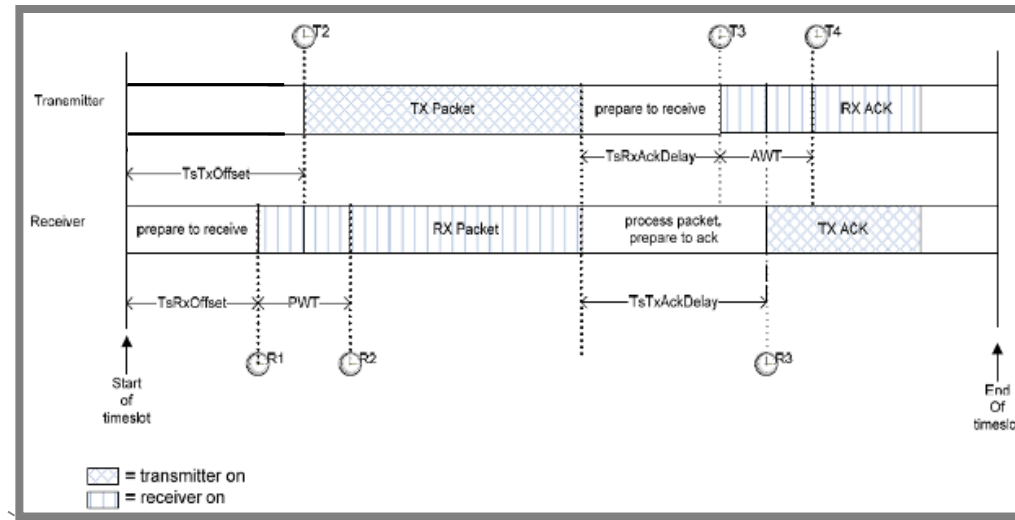 T2
T3
T4
Transmitter
TX Packet
prepare to receive
RX ACK
TsTxOffset
TsRxAckDelay
AWT
Receiver
prepare to receive
RX Packet
process packet,
prepare to ack
TX ACK
TsRxOffset
PWT
TsTxAckDelay
R1
R2
R3
Start
of
timeslot
End
Of
timeslo
= transmitter on
= receiver on